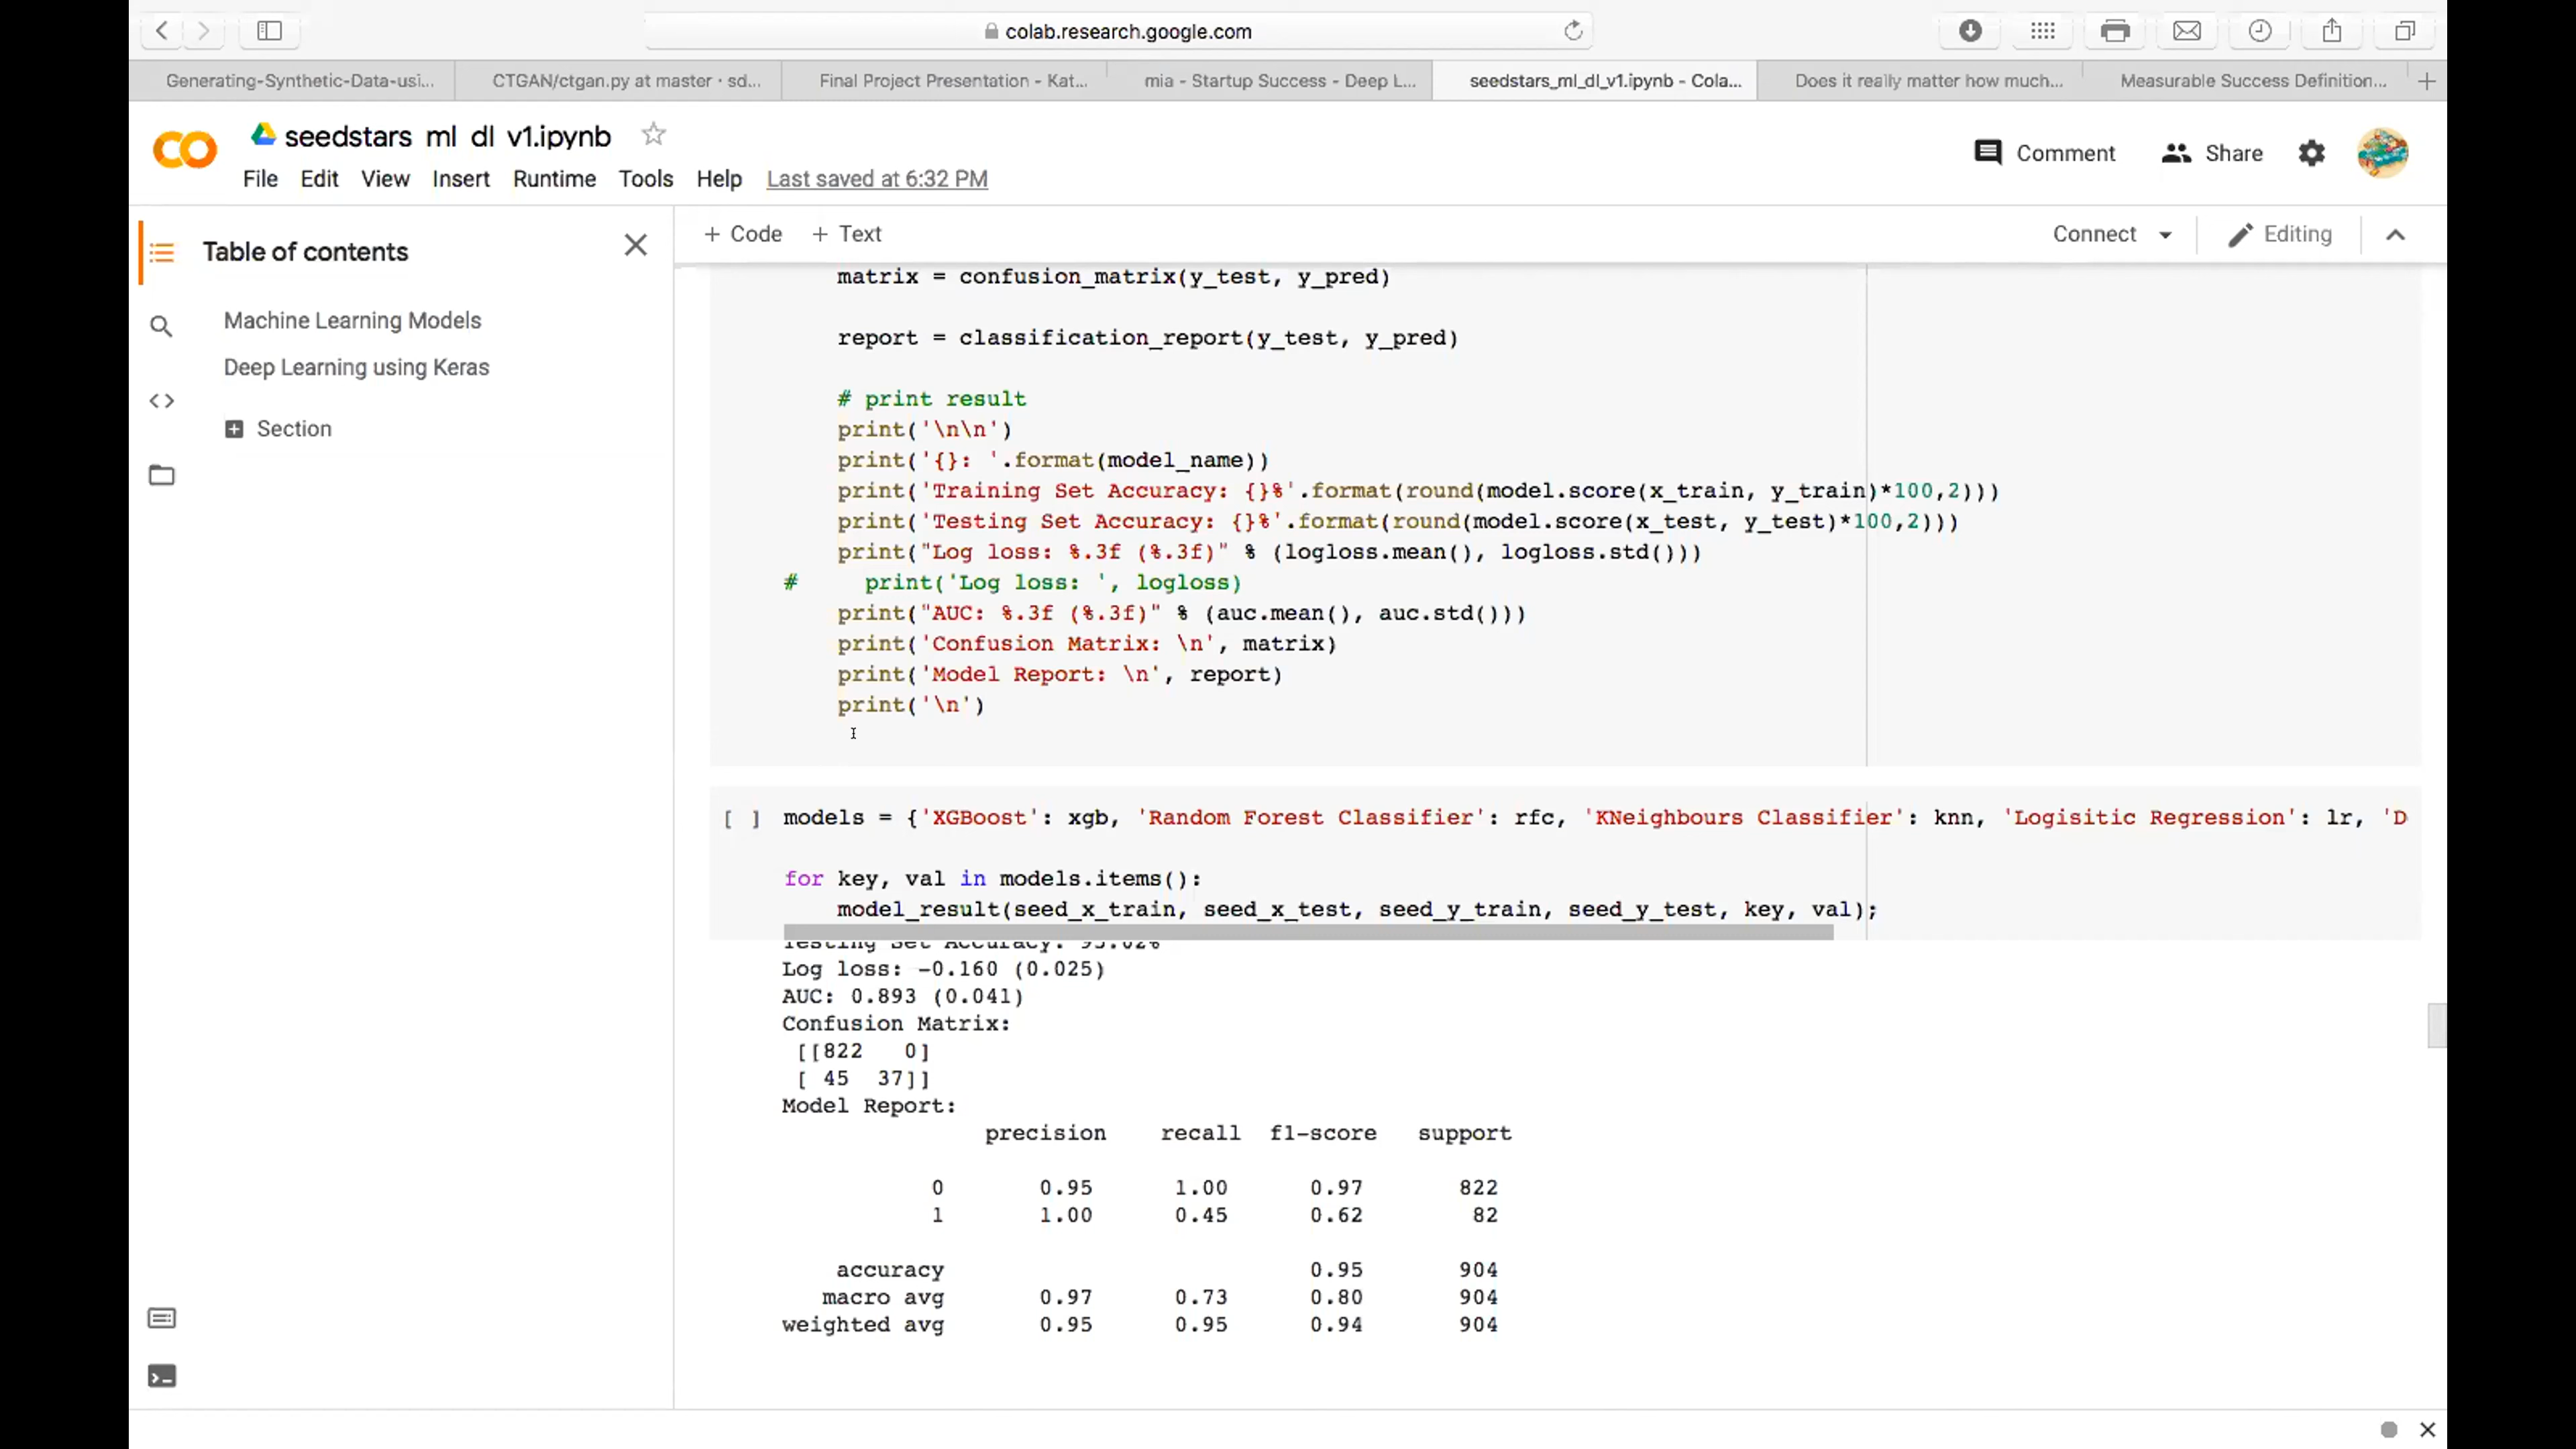 colab.research.google.com
Generating-Synthetic-Data-usi...
CTGAN/ctgan.py at master · sd...
Final Project Presentation - Kat...
mia - Startup Success - Deep L...
seedstars_ml_dl_v1.ipynb - Cola...
Does it really matter how much...
Measurable Success Definition...
seedstars_ml_dl_v1.ipynb
Comment
Share
File Edit View Insert Runtime Tools Help Last saved at 6:32 PM
+ Code + Text
Connect
Editing
Table of contents
Machine Learning Models
Deep Learning using Keras
Section
matrix = confusion_matrix(y_test, y_pred)
report = classification_report(y_test, y_pred)
# print result
print('\n\n')
print('{}: '.format(model_name))
print('Training Set Accuracy: {}%'.format(round(model.score(x_train, y_train)*100,2)))
print('Testing Set Accuracy: {}%'.format(round(model.score(x_test, y_test)*100,2)))
print("Log loss: %.3f (%.3f)" % (logloss.mean(), logloss.std()))
#     print('Log loss: ', logloss)
print("AUC: %.3f (%.3f)" % (auc.mean(), auc.std()))
print('Confusion Matrix: \n', matrix)
print('Model Report: \n', report)
print('\n')
[ ] models = {'XGBoost': xgb, 'Random Forest Classifier': rfc, 'KNeighbours Classifier': knn, 'Logisitic Regression': lr, 'D
for key, val in models.items():
model_result(seed_x_train, seed_x_test, seed_y_train, seed_y_test, key, val);
Testing Set Accuracy: 95.02%
Log loss: -0.160 (0.025)
AUC: 0.893 (0.041)
Confusion Matrix:
[[822   0]
[ 45  37]]
Model Report:
precision recall f1-score support
0 0.95 1.00 0.97 822
1 1.00 0.45 0.62 82
accuracy 0.95 904
macro avg 0.97 0.73 0.80 904
weighted avg 0.95 0.95 0.94 904